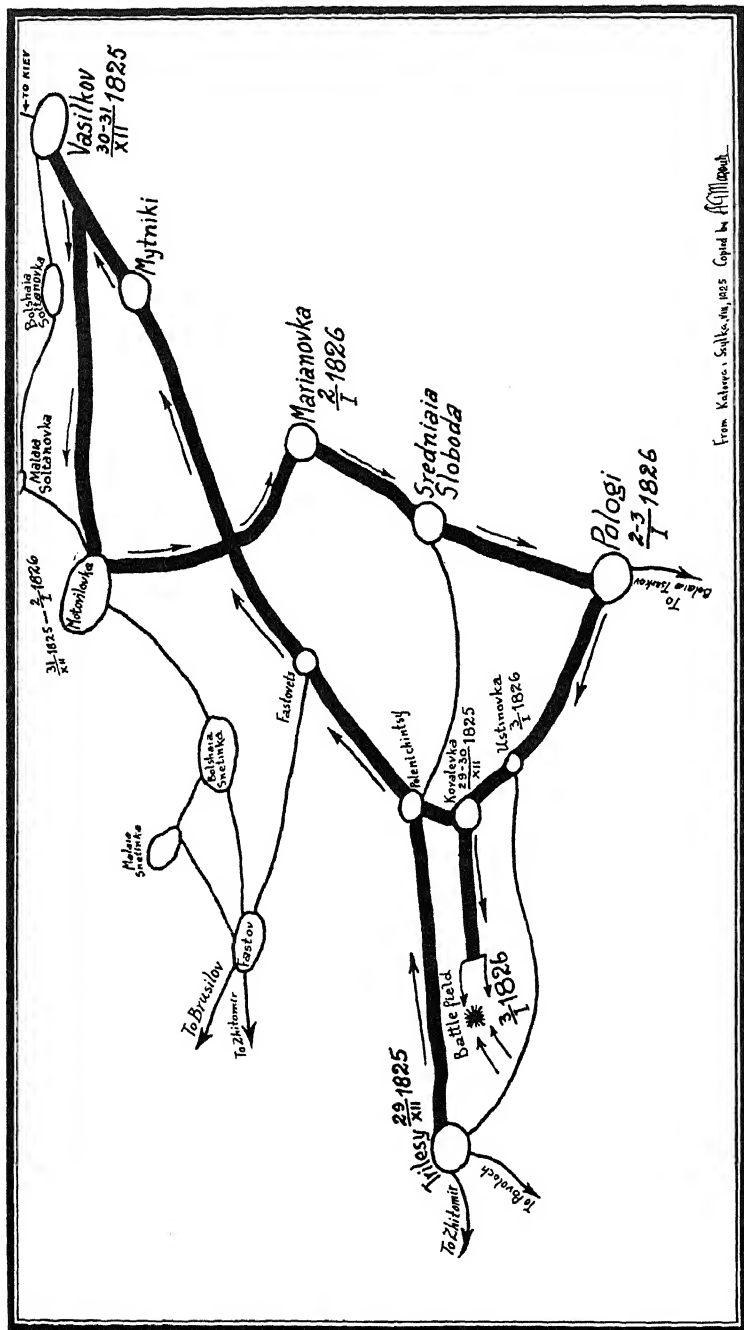 ← TO KIEV
Vasilkov
30-31 1825
XII
Bolshaia
Soltanovka
Mytniki
Malaia
Soltanovka
Motovilovka
31 1825 — 2 1826
XII I
Marianovka
2 1826
I
Sredniaia
Sloboda
Pologi
2-3 1826
I
To
Belaia Tserkov
Fastovets
Bolshaia
Snetinka
Malaia
Snetinka
Fastov
To Brusilov
To Zhitomir
Polenichintsy
Kovalevka
29-30 1825
XII
Ustinovka
3 1826
I
Battle field
3 1826
I
Trilesy 29 1825
XII
To Zhitomir
To Pavoloch
From Katorga i Ssylka, VIII, 1925 Copied by